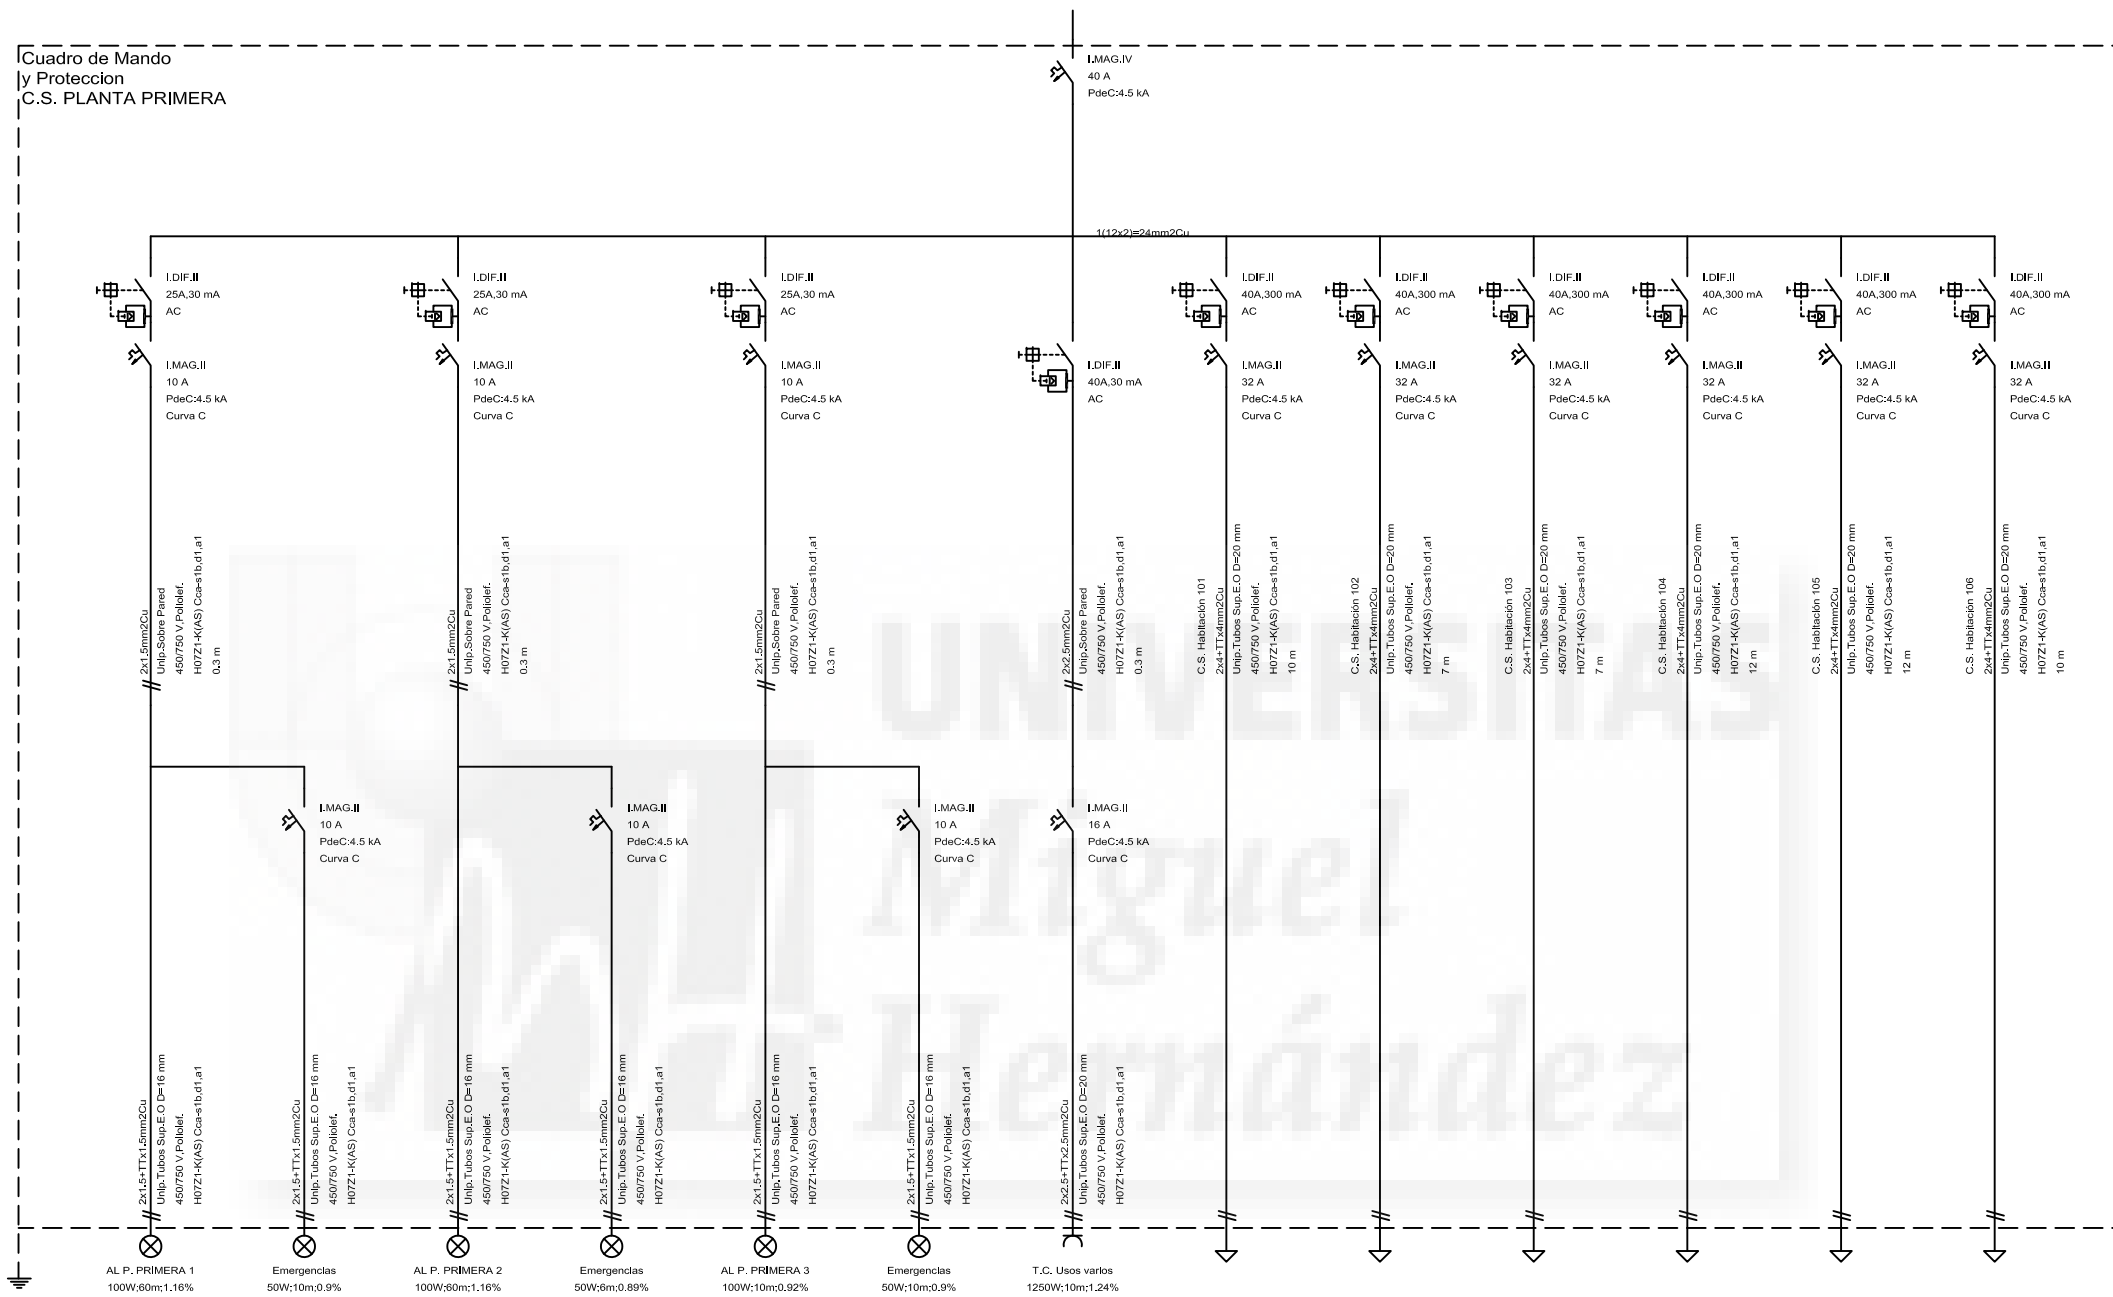 Cuadro de Mando
y Proteccion
C.S. PLANTA PRIMERA
I.MAG.IV
40 A
PdeC:4.5 kA
1(12x2)=24mm2Cu
I.DIF.II
25A,30 mA
AC
I.MAG.II
10 A
PdeC:4.5 kA
Curva C
I.DIF.II
25A,30 mA
AC
I.MAG.II
10 A
PdeC:4.5 kA
Curva C
I.DIF.II
25A,30 mA
AC
I.MAG.II
10 A
PdeC:4.5 kA
Curva C
I.DIF.II
40A,30 mA
AC
I.DIF.II
40A,300 mA
AC
I.MAG.II
32 A
PdeC:4.5 kA
Curva C
I.DIF.II
40A,300 mA
AC
I.MAG.II
32 A
PdeC:4.5 kA
Curva C
I.DIF.II
40A,300 mA
AC
I.MAG.II
32 A
PdeC:4.5 kA
Curva C
I.DIF.II
40A,300 mA
AC
I.MAG.II
32 A
PdeC:4.5 kA
Curva C
I.DIF.II
40A,300 mA
AC
I.MAG.II
32 A
PdeC:4.5 kA
Curva C
I.DIF.II
40A,300 mA
AC
I.MAG.II
32 A
PdeC:4.5 kA
Curva C
2x1.5mm2Cu
Unip.Sobre Pared
450/750 V,Poliolef.
H07Z1-K(AS) Cca-s1b,d1,a1
0.3 m
2x1.5mm2Cu
Unip.Sobre Pared
450/750 V,Poliolef.
H07Z1-K(AS) Cca-s1b,d1,a1
0.3 m
2x1.5mm2Cu
Unip.Sobre Pared
450/750 V,Poliolef.
H07Z1-K(AS) Cca-s1b,d1,a1
0.3 m
2x2.5mm2Cu
Unip.Sobre Pared
450/750 V,Poliolef.
H07Z1-K(AS) Cca-s1b,d1,a1
0.3 m
C.S. Habitación 101
2x4+TTx4mm2Cu
Unip.Tubos Sup.E.O D=20 mm
450/750 V,Poliolef.
H07Z1-K(AS) Cca-s1b,d1,a1
10 m
C.S. Habitación 102
2x4+TTx4mm2Cu
Unip.Tubos Sup.E.O D=20 mm
450/750 V,Poliolef.
H07Z1-K(AS) Cca-s1b,d1,a1
7 m
C.S. Habitación 103
2x4+TTx4mm2Cu
Unip.Tubos Sup.E.O D=20 mm
450/750 V,Poliolef.
H07Z1-K(AS) Cca-s1b,d1,a1
7 m
C.S. Habitación 104
2x4+TTx4mm2Cu
Unip.Tubos Sup.E.O D=20 mm
450/750 V,Poliolef.
H07Z1-K(AS) Cca-s1b,d1,a1
12 m
C.S. Habitación 105
2x4+TTx4mm2Cu
Unip.Tubos Sup.E.O D=20 mm
450/750 V,Poliolef.
H07Z1-K(AS) Cca-s1b,d1,a1
12 m
C.S. Habitación 106
2x4+TTx4mm2Cu
Unip.Tubos Sup.E.O D=20 mm
450/750 V,Poliolef.
H07Z1-K(AS) Cca-s1b,d1,a1
10 m
UNIVERSITAS
Miguel
Hernández
I.MAG.II
10 A
PdeC:4.5 kA
Curva C
I.MAG.II
10 A
PdeC:4.5 kA
Curva C
I.MAG.II
10 A
PdeC:4.5 kA
Curva C
I.MAG.II
16 A
PdeC:4.5 kA
Curva C
2x1.5+TTx1.5mm2Cu
Unip.Tubos Sup.E.O D=16 mm
450/750 V,Poliolef.
H07Z1-K(AS) Cca-s1b,d1,a1
2x1.5+TTx1.5mm2Cu
Unip.Tubos Sup.E.O D=16 mm
450/750 V,Poliolef.
H07Z1-K(AS) Cca-s1b,d1,a1
2x1.5+TTx1.5mm2Cu
Unip.Tubos Sup.E.O D=16 mm
450/750 V,Poliolef.
H07Z1-K(AS) Cca-s1b,d1,a1
2x1.5+TTx1.5mm2Cu
Unip.Tubos Sup.E.O D=16 mm
450/750 V,Poliolef.
H07Z1-K(AS) Cca-s1b,d1,a1
2x1.5+TTx1.5mm2Cu
Unip.Tubos Sup.E.O D=16 mm
450/750 V,Poliolef.
H07Z1-K(AS) Cca-s1b,d1,a1
2x1.5+TTx1.5mm2Cu
Unip.Tubos Sup.E.O D=16 mm
450/750 V,Poliolef.
H07Z1-K(AS) Cca-s1b,d1,a1
2x2.5+TTx2.5mm2Cu
Unip.Tubos Sup.E.O D=20 mm
450/750 V,Poliolef.
H07Z1-K(AS) Cca-s1b,d1,a1
AL P. PRIMERA 1
100W;60m;1.16%
Emergencias
50W;10m;0.9%
AL P. PRIMERA 2
100W;60m;1.16%
Emergencias
50W;6m;0.89%
AL P. PRIMERA 3
100W;10m;0.92%
Emergencias
50W;10m;0.9%
T.C. Usos varios
1250W;10m;1.24%